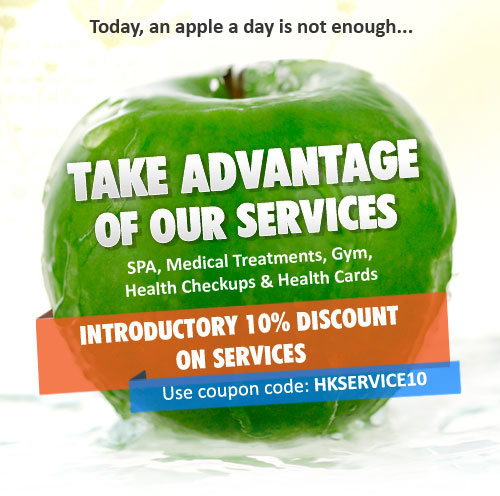 Today, an apple a day is not enough...
TAKE ADVANTAGE
OF OUR SERVICES
SPA, Medical Treatments, Gym,
Health Checkups & Health Cards
INTRODUCTORY 10% DISCOUNT
ON SERVICES
Use coupon code: HKSERVICE10